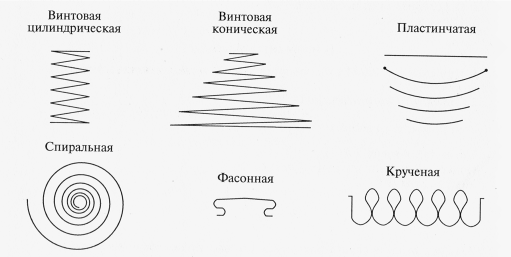 Винтовая
цилиндрическая
Винтовая
коническая
Пластинчатая
Спиральная
Фасонная
Крученая